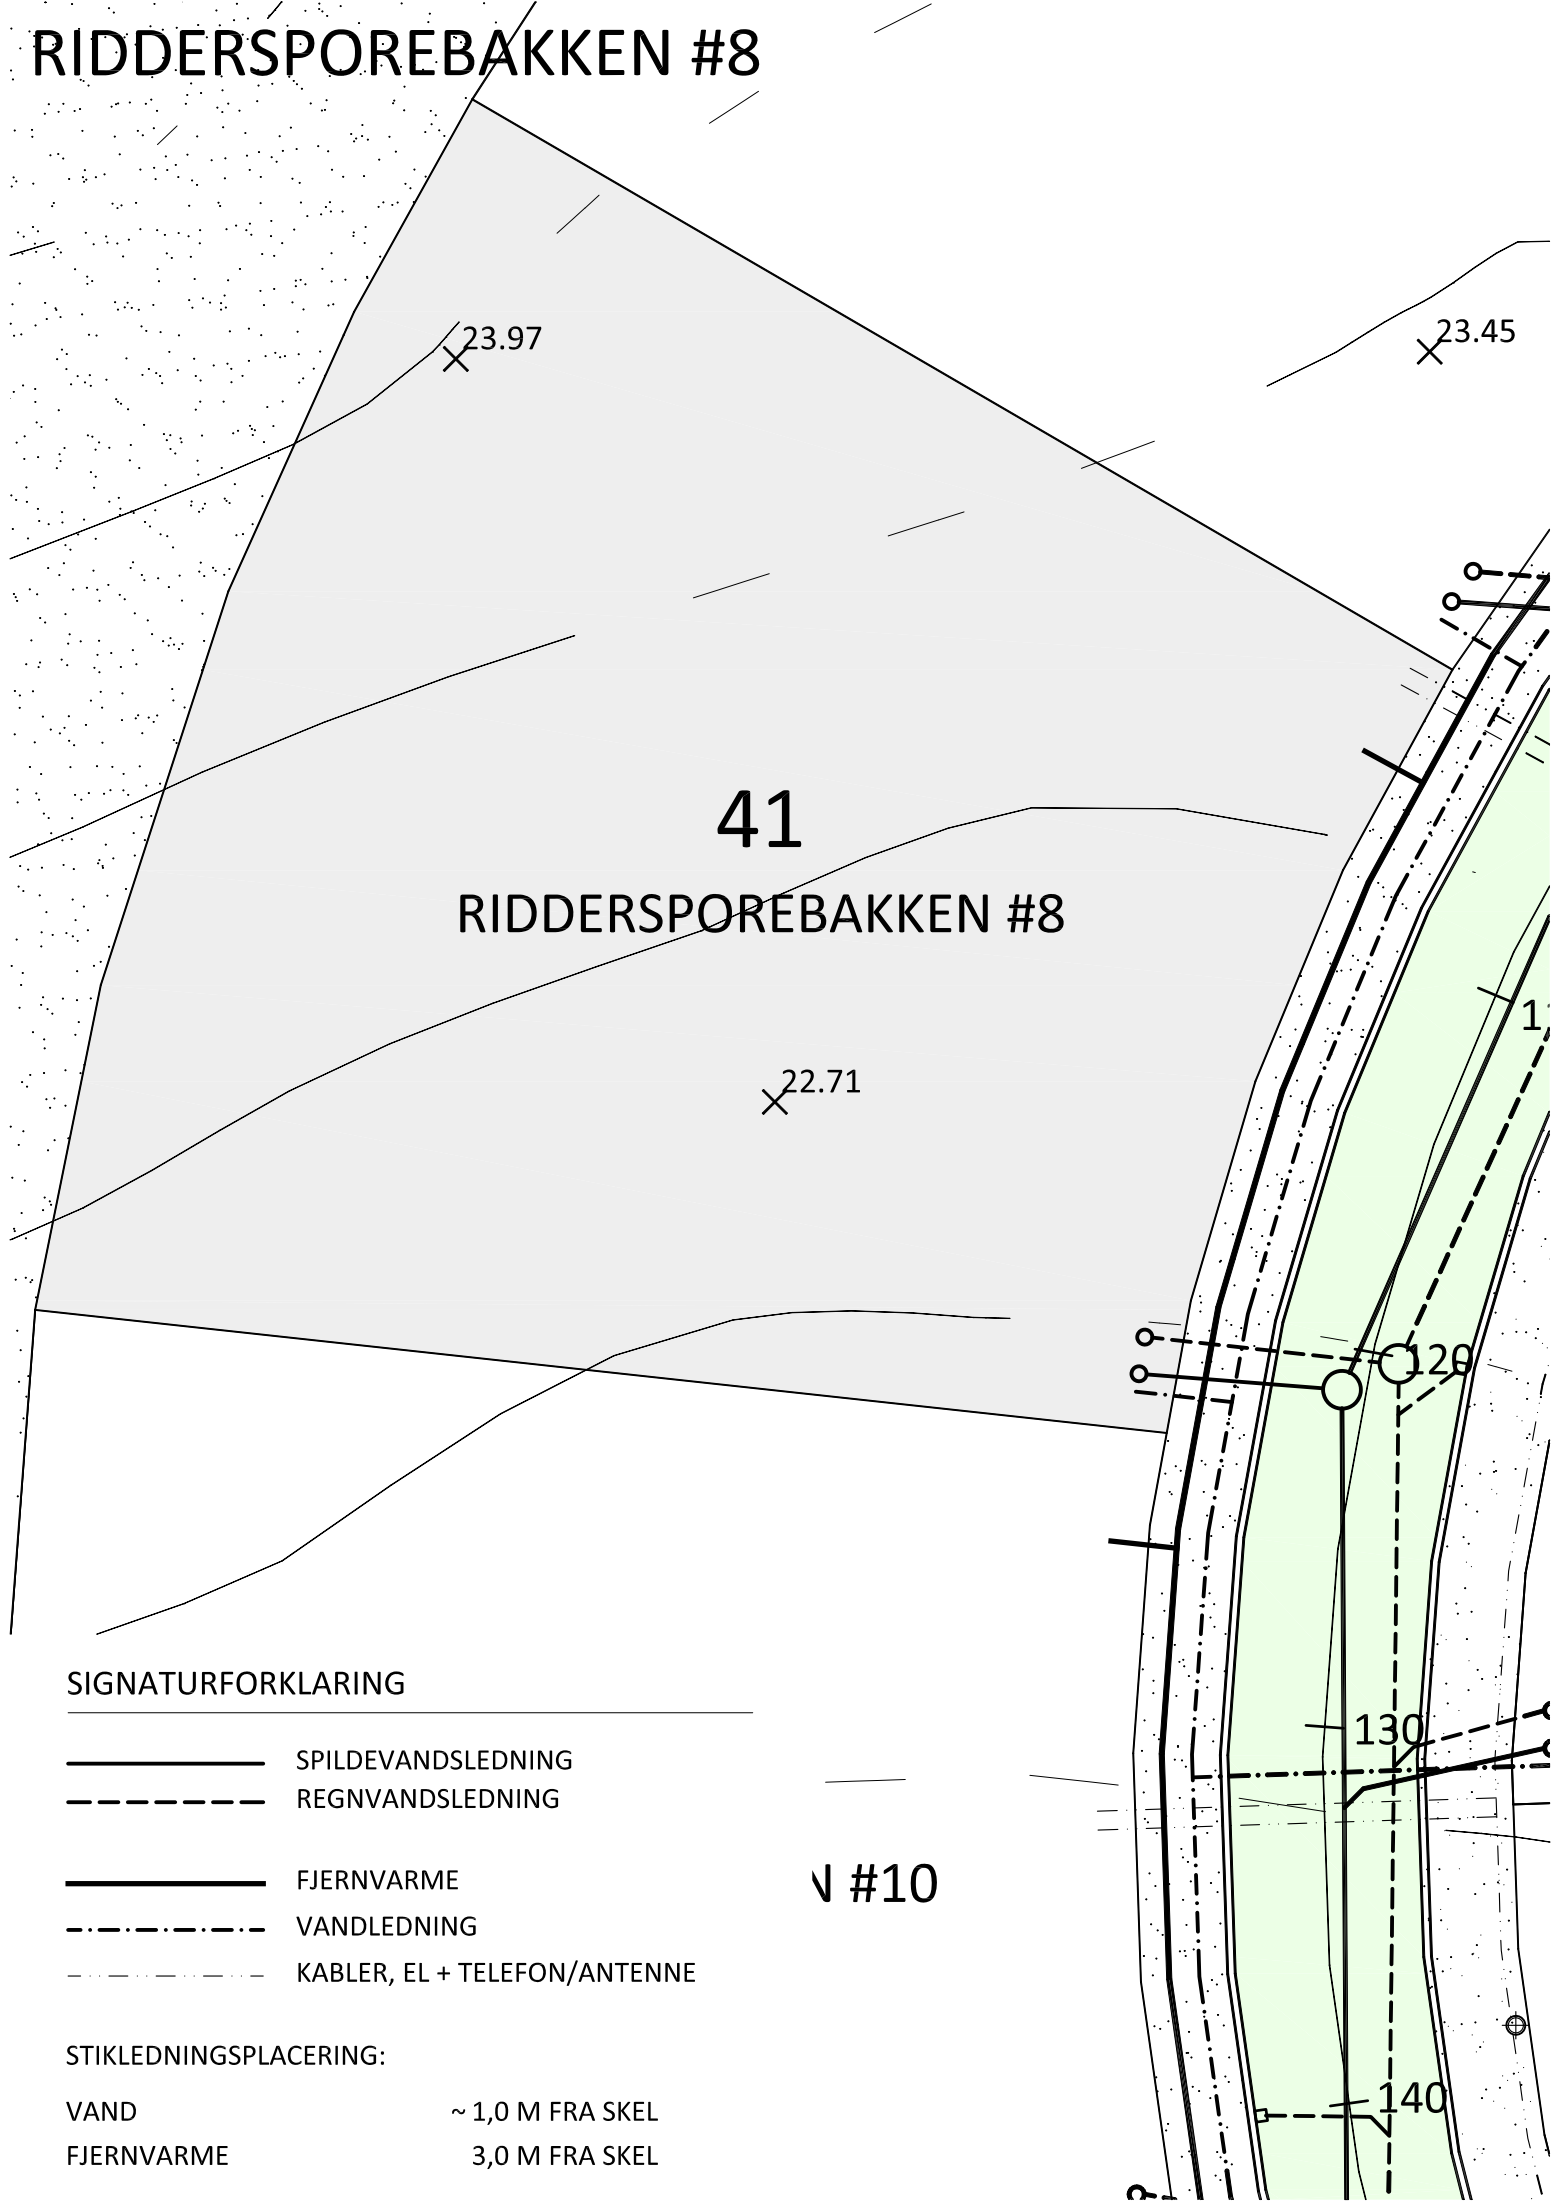 RIDDERSPOREBAKKEN #8
23.97
23.45
41
RIDDERSPOREBAKKEN #8
22.71
120
130
140
N #10
SIGNATURFORKLARING
SPILDEVANDSLEDNING
REGNVANDSLEDNING
FJERNVARME
VANDLEDNING
KABLER, EL + TELEFON/ANTENNE
STIKLEDNINGSPLACERING:
VAND ~ 1,0 M FRA SKEL
FJERNVARME 3,0 M FRA SKEL